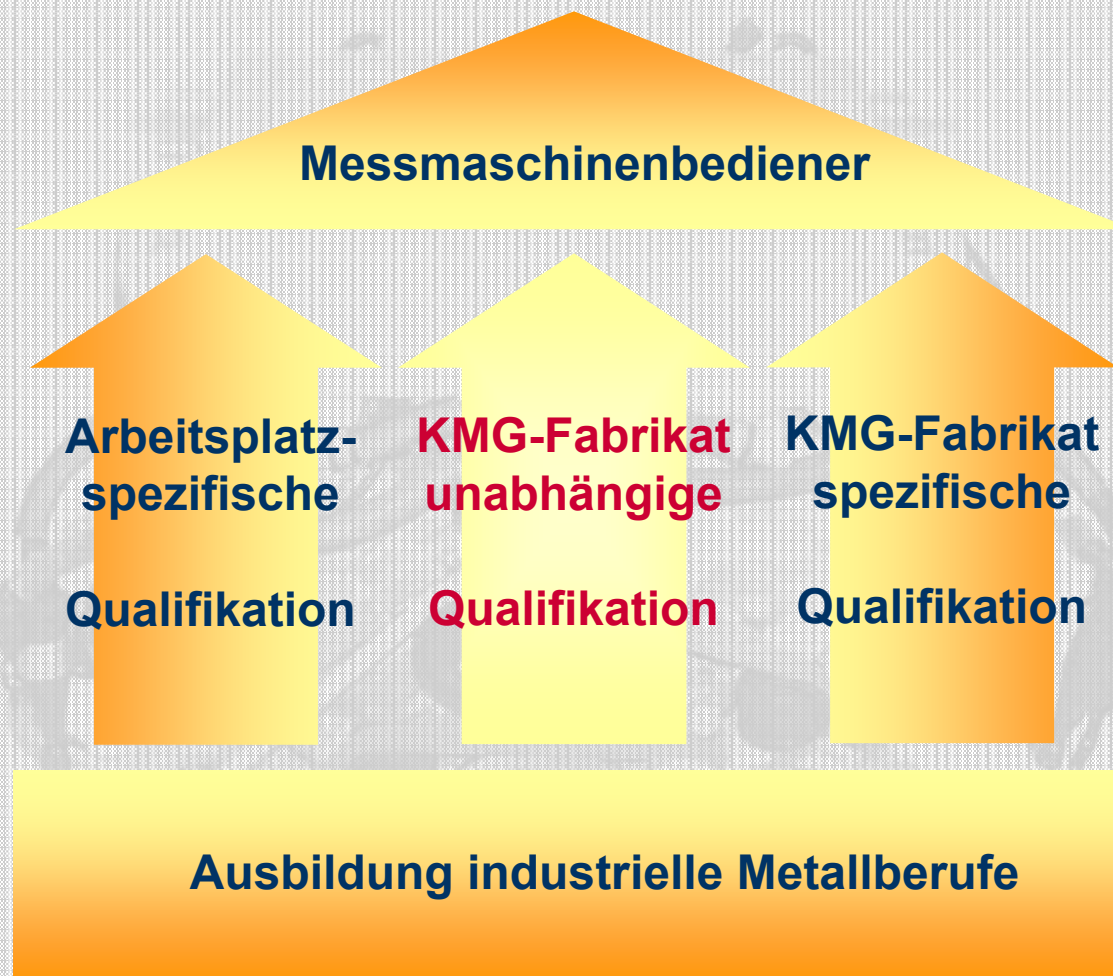 Messmaschinenbediener
Arbeitsplatz-
spezifische
Qualifikation
KMG-Fabrikat
unabhängige
Qualifikation
KMG-Fabrikat
spezifische
Qualifikation
Ausbildung industrielle Metallberufe